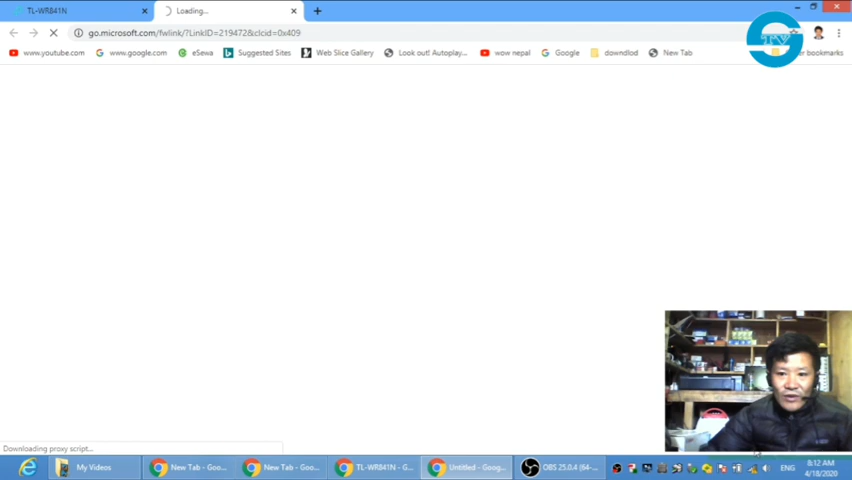 TL-WR841N
Loading...
go.microsoft.com/fwlink/?LinkID=219472&clcid=0x409
www.youtube.com
www.google.com
eSewa
Suggested Sites
Web Slice Gallery
Look out! Autoplay...
wow nepal
Google
downdlod
New Tab
er bookmarks
TV
Downloading proxy script...
My Videos
New Tab - Goo...
New Tab - Goo...
TL-WR841N - G...
Untitled - Goog...
OBS 25.0.4 (64-...
ENG
8:12 AM
4/18/2020